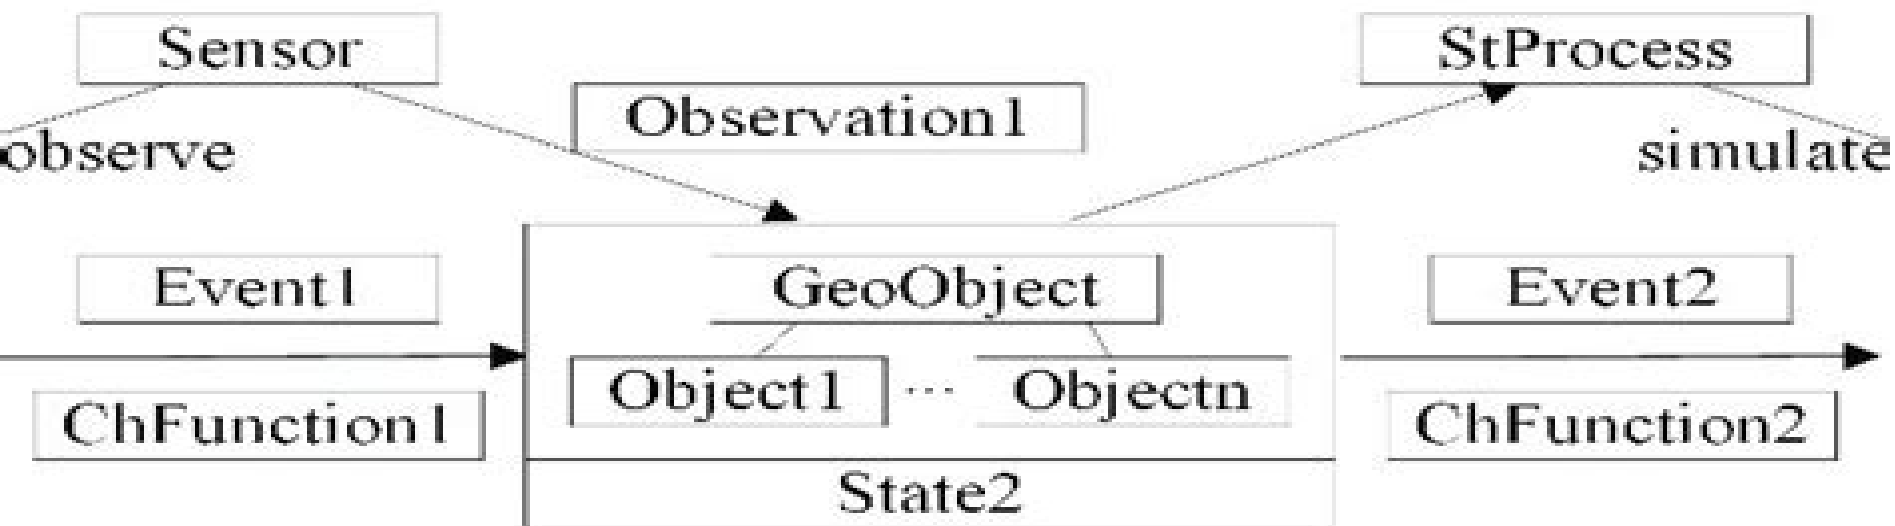 Sensor
StProcess
Observation1
observe
simulate
Event1
GeoObject
Event2
Object1 ... Objectn
ChFunction1
ChFunction2
State2